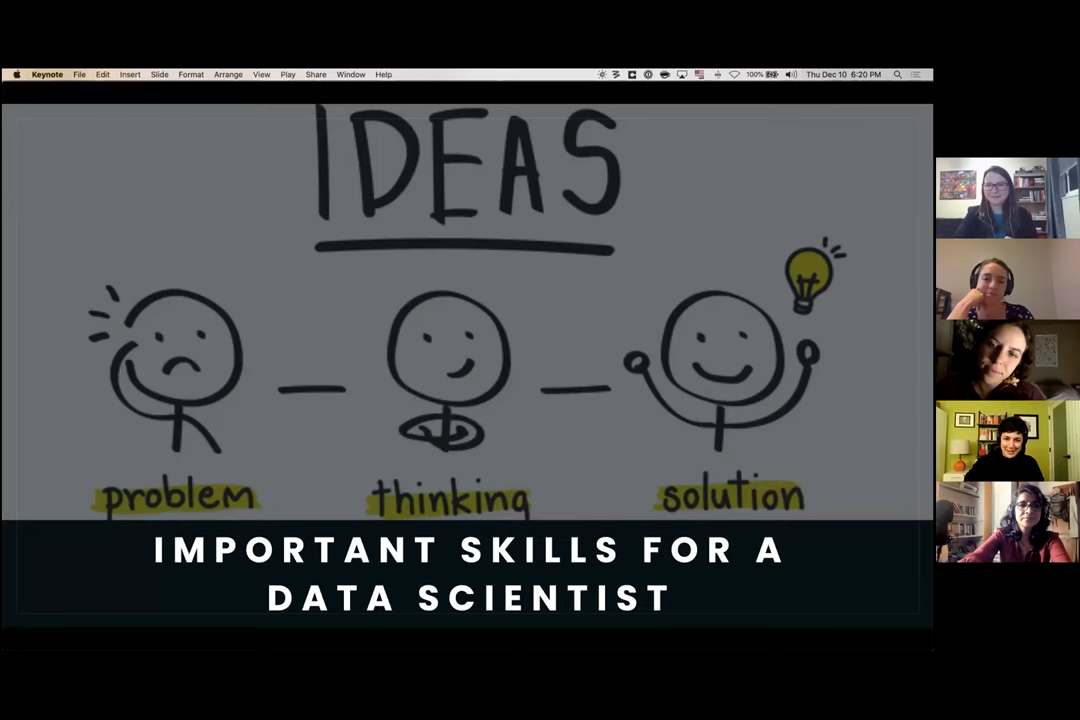 Keynote File Edit Insert Slide Format Arrange View Play Share Window Help 100% Thu Dec 10 6:20 PM
IDEAS
problem thinking solution
IMPORTANT SKILLS FOR A
DATA SCIENTIST